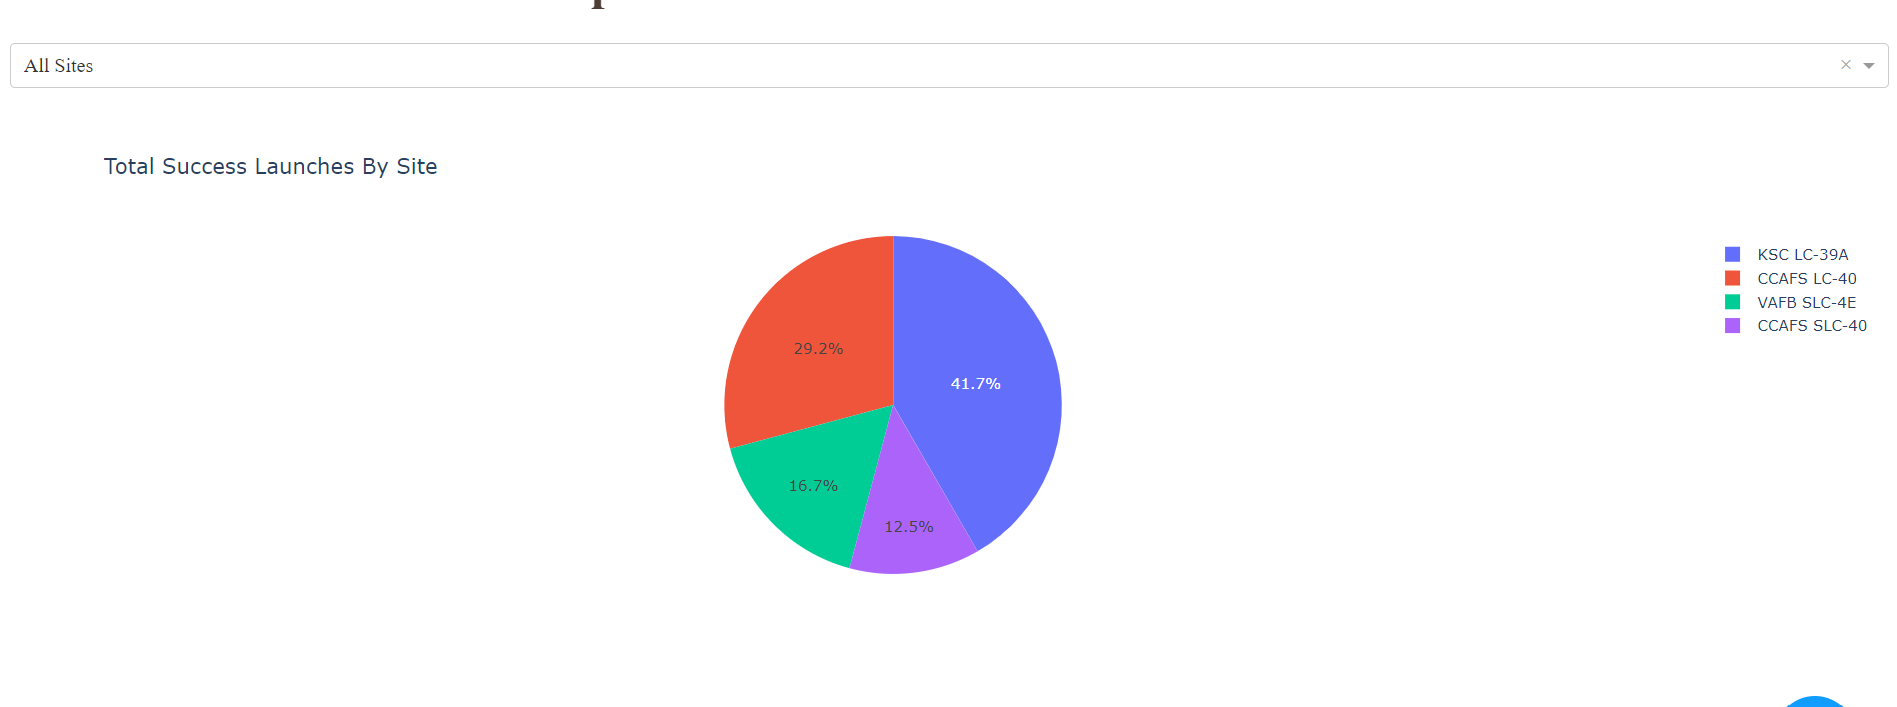 All Sites
Total Success Launches By Site
KSC LC-39A
CCAFS LC-40
VAFB SLC-4E
CCAFS SLC-40
29.2%
41.7%
16.7%
12.5%